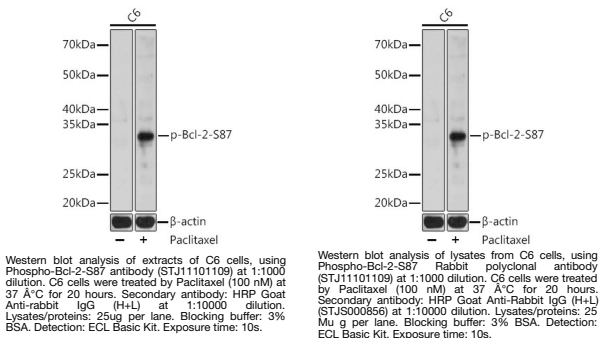 C6
70kDa
50kDa
40kDa
35kDa
25kDa
20kDa
p-Bcl-2-S87
β-actin
− +
Paclitaxel
Western blot analysis of extracts of C6 cells, using
Phospho-Bcl-2-S87 antibody (STJ11101109) at 1:1000
dilution. C6 cells were treated by Paclitaxel (100 nM) at
37 Â°C for 20 hours. Secondary antibody: HRP Goat
Anti-rabbit IgG (H+L) at 1:10000 dilution.
Lysates/proteins: 25ug per lane. Blocking buffer: 3%
BSA. Detection: ECL Basic Kit. Exposure time: 10s.
C6
70kDa
50kDa
40kDa
35kDa
25kDa
20kDa
p-Bcl-2-S87
β-actin
− +
Paclitaxel
Western blot analysis of lysates from C6 cells, using
Phospho-Bcl-2-S87 Rabbit polyclonal antibody
(STJ11101109) at 1:1000 dilution. C6 cells were treated
by Paclitaxel (100 nM) at 37 Â°C for 20 hours.
Secondary antibody: HRP Goat Anti-Rabbit IgG (H+L)
(STJS000856) at 1:10000 dilution. Lysates/proteins: 25
Mu g per lane. Blocking buffer: 3% BSA. Detection:
ECL Basic Kit. Exposure time: 10s.